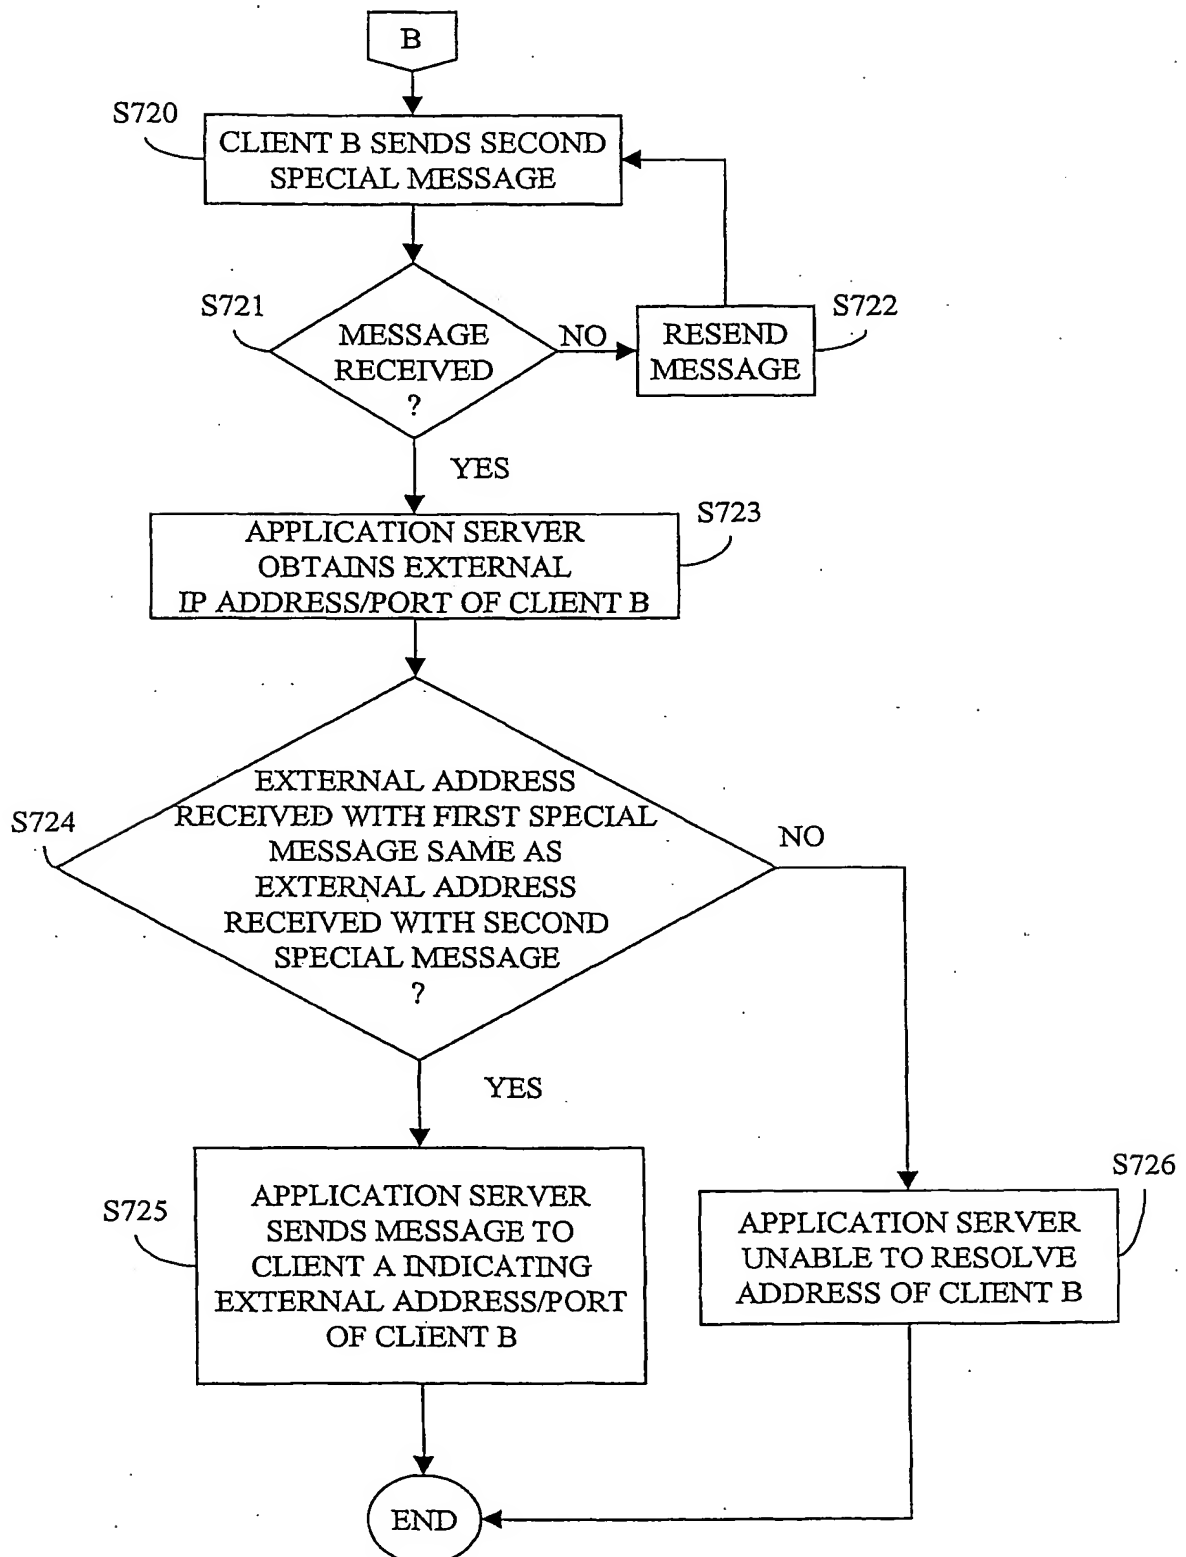 B
S720
CLIENT B SENDS SECOND
SPECIAL MESSAGE
S721
MESSAGE
RECEIVED
?
NO
RESEND
MESSAGE
S722
YES
S723
APPLICATION SERVER
OBTAINS EXTERNAL
IP ADDRESS/PORT OF CLIENT B
S724
EXTERNAL ADDRESS
RECEIVED WITH FIRST SPECIAL
MESSAGE SAME AS
EXTERNAL ADDRESS
RECEIVED WITH SECOND
SPECIAL MESSAGE
?
NO
YES
S725
APPLICATION SERVER
SENDS MESSAGE TO
CLIENT A INDICATING
EXTERNAL ADDRESS/PORT
OF CLIENT B
S726
APPLICATION SERVER
UNABLE TO RESOLVE
ADDRESS OF CLIENT B
END